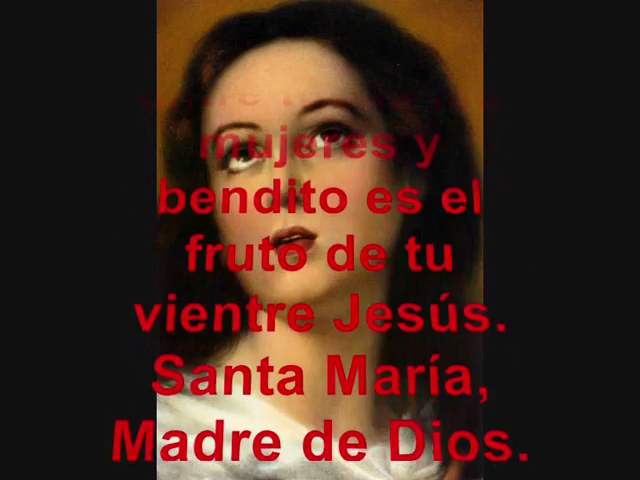 mujeres y
bendito es el
fruto de tu
vientre Jesús.
Santa María,
Madre de Dios.